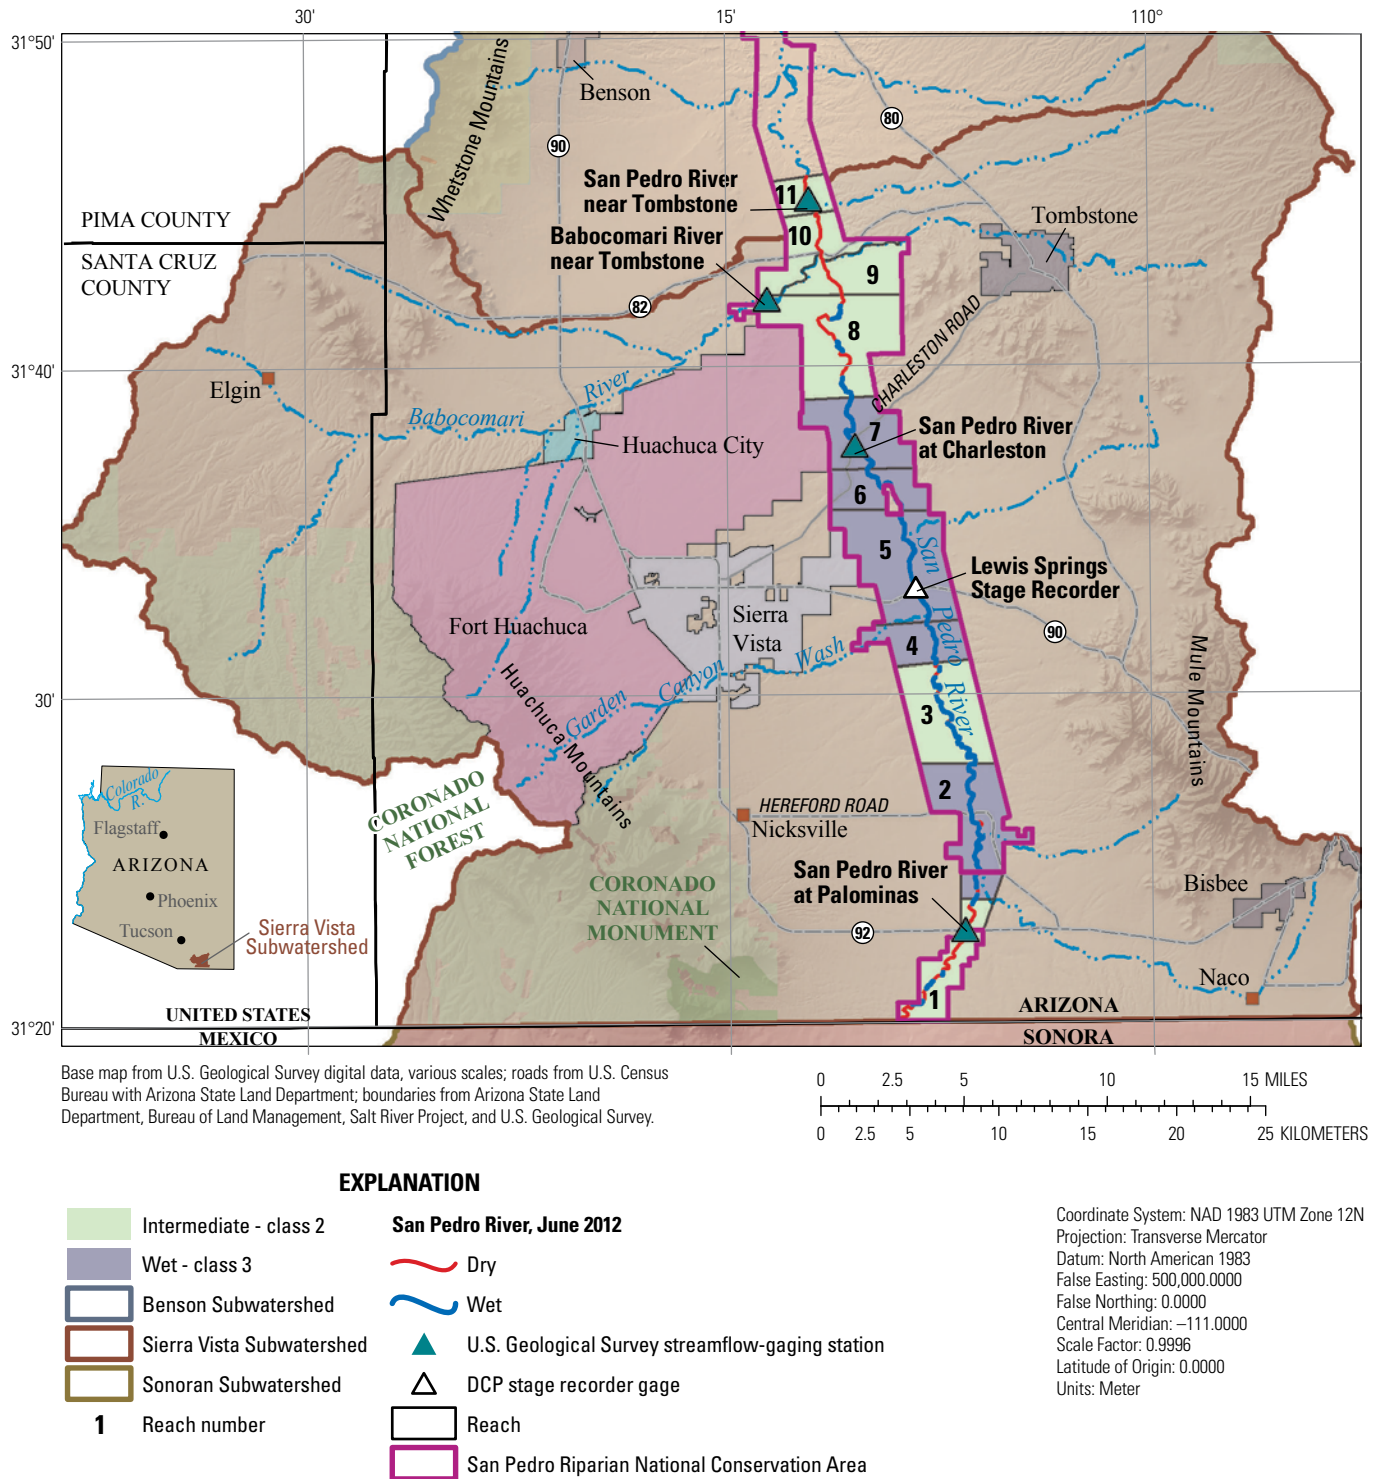 30'
15'
110°
31°50'
Whetstone Mountains
Benson
90
80
San Pedro River
near Tombstone
11
PIMA COUNTY
SANTA CRUZ
COUNTY
Babocomari River
near Tombstone
10
Tombstone
9
82
8
CHARLESTON ROAD
31°40'
Elgin
Babocomari River
Huachuca City
7
San Pedro River
at Charleston
6
5
San Pedro River
Lewis Springs
Stage Recorder
Fort Huachuca
Sierra
Vista
90
4
Garden Canyon Wash
Huachuca Mountains
Mule Mountains
30'
3
2
CORONADO
NATIONAL
FOREST
HEREFORD ROAD
Nicksville
Colorado
R.
Flagstaff
ARIZONA
Phoenix
Tucson
Sierra Vista
Subwatershed
San Pedro River
at Palominas
CORONADO
NATIONAL
MONUMENT
92
Bisbee
Naco
1
UNITED STATES
MEXICO
ARIZONA
SONORA
31°20'
Base map from U.S. Geological Survey digital data, various scales; roads from U.S. Census
Bureau with Arizona State Land Department; boundaries from Arizona State Land
Department, Bureau of Land Management, Salt River Project, and U.S. Geological Survey.
0 2.5 5 10 15 MILES
0 2.5 5 10 15 20 25 KILOMETERS
EXPLANATION
Intermediate - class 2
Wet - class 3
Benson Subwatershed
Sierra Vista Subwatershed
Sonoran Subwatershed
1 Reach number
San Pedro River, June 2012
Dry
Wet
U.S. Geological Survey streamflow-gaging station
DCP stage recorder gage
Reach
San Pedro Riparian National Conservation Area
Coordinate System: NAD 1983 UTM Zone 12N
Projection: Transverse Mercator
Datum: North American 1983
False Easting: 500,000.0000
False Northing: 0.0000
Central Meridian: –111.0000
Scale Factor: 0.9996
Latitude of Origin: 0.0000
Units: Meter